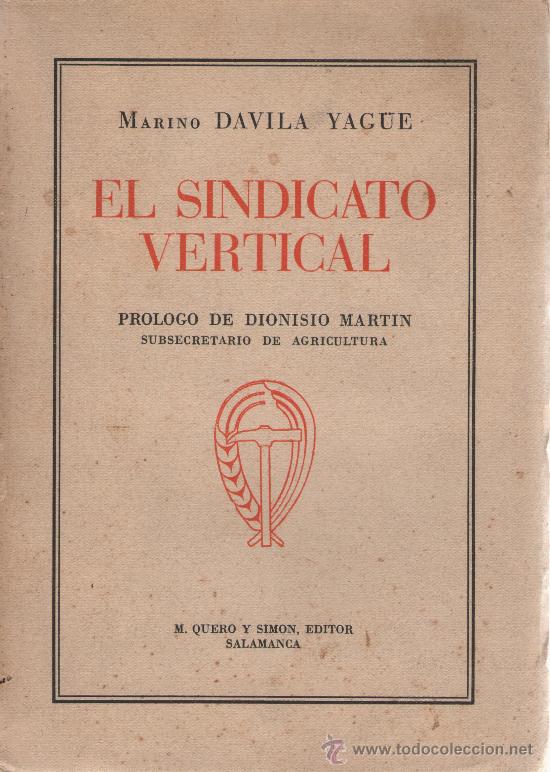 MARINO DAVILA YAGÜE
EL SINDICATO
VERTICAL
PROLOGO DE DIONISIO MARTIN
SUBSECRETARIO DE AGRICULTURA
M. QUERO Y SIMON, EDITOR
SALAMANCA
www.todocoleccion.net